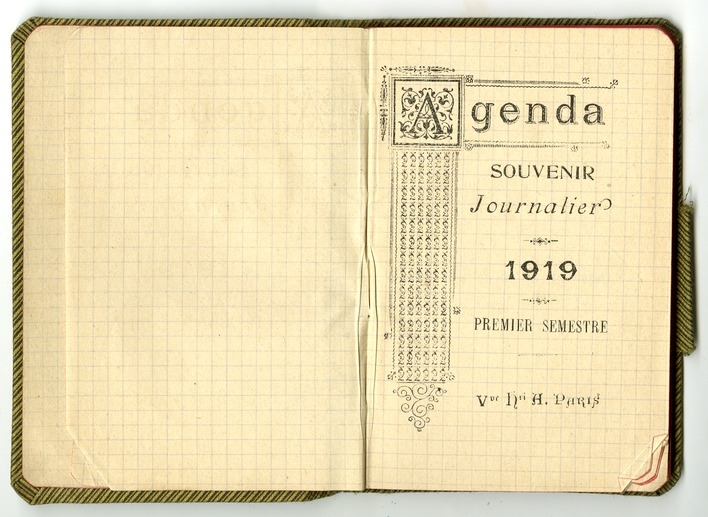 Agenda
SOUVENIR
Journalier
1919
PREMIER SEMESTRE
Vve Hri A. PARIS